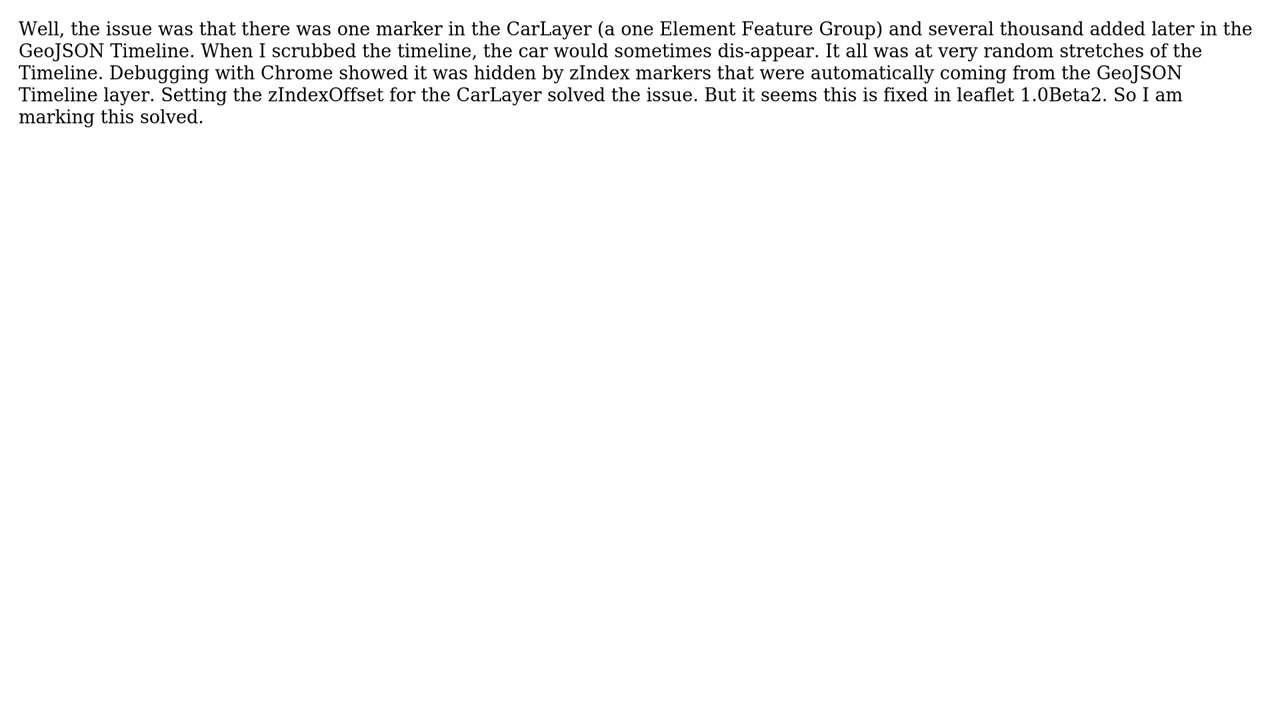 Well, the issue was that there was one marker in the CarLayer (a one Element Feature Group) and several thousand added later in the
GeoJSON Timeline. When I scrubbed the timeline, the car would sometimes dis-appear. It all was at very random stretches of the
Timeline. Debugging with Chrome showed it was hidden by zIndex markers that were automatically coming from the GeoJSON
Timeline layer. Setting the zIndexOffset for the CarLayer solved the issue. But it seems this is fixed in leaflet 1.0Beta2. So I am
marking this solved.